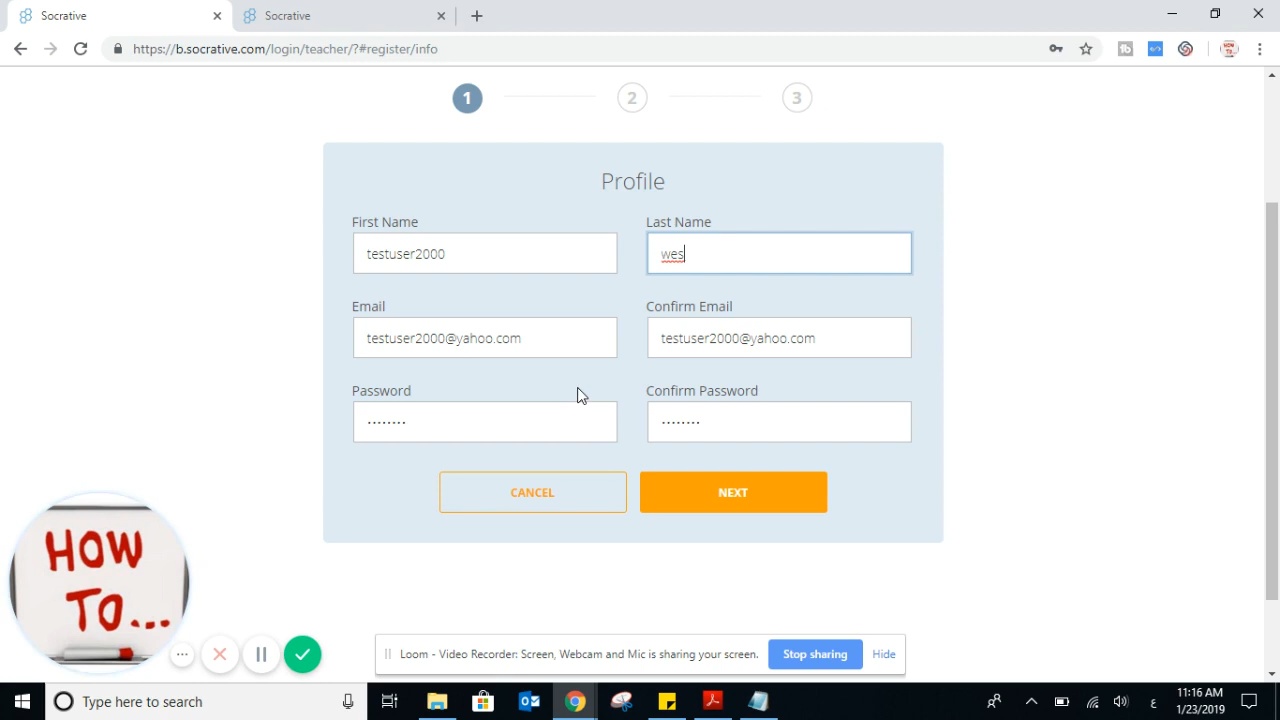 Socrative
Socrative
https://b.socrative.com/login/teacher/?#register/info
1
2
3
Profile
First Name
Last Name
testuser2000
wes
Email
Confirm Email
testuser2000@yahoo.com
testuser2000@yahoo.com
Password
Confirm Password
CANCEL
NEXT
HOW
TO...
Loom - Video Recorder: Screen, Webcam and Mic is sharing your screen.
Stop sharing
Hide
Type here to search
ع
11:16 AM
1/23/2019